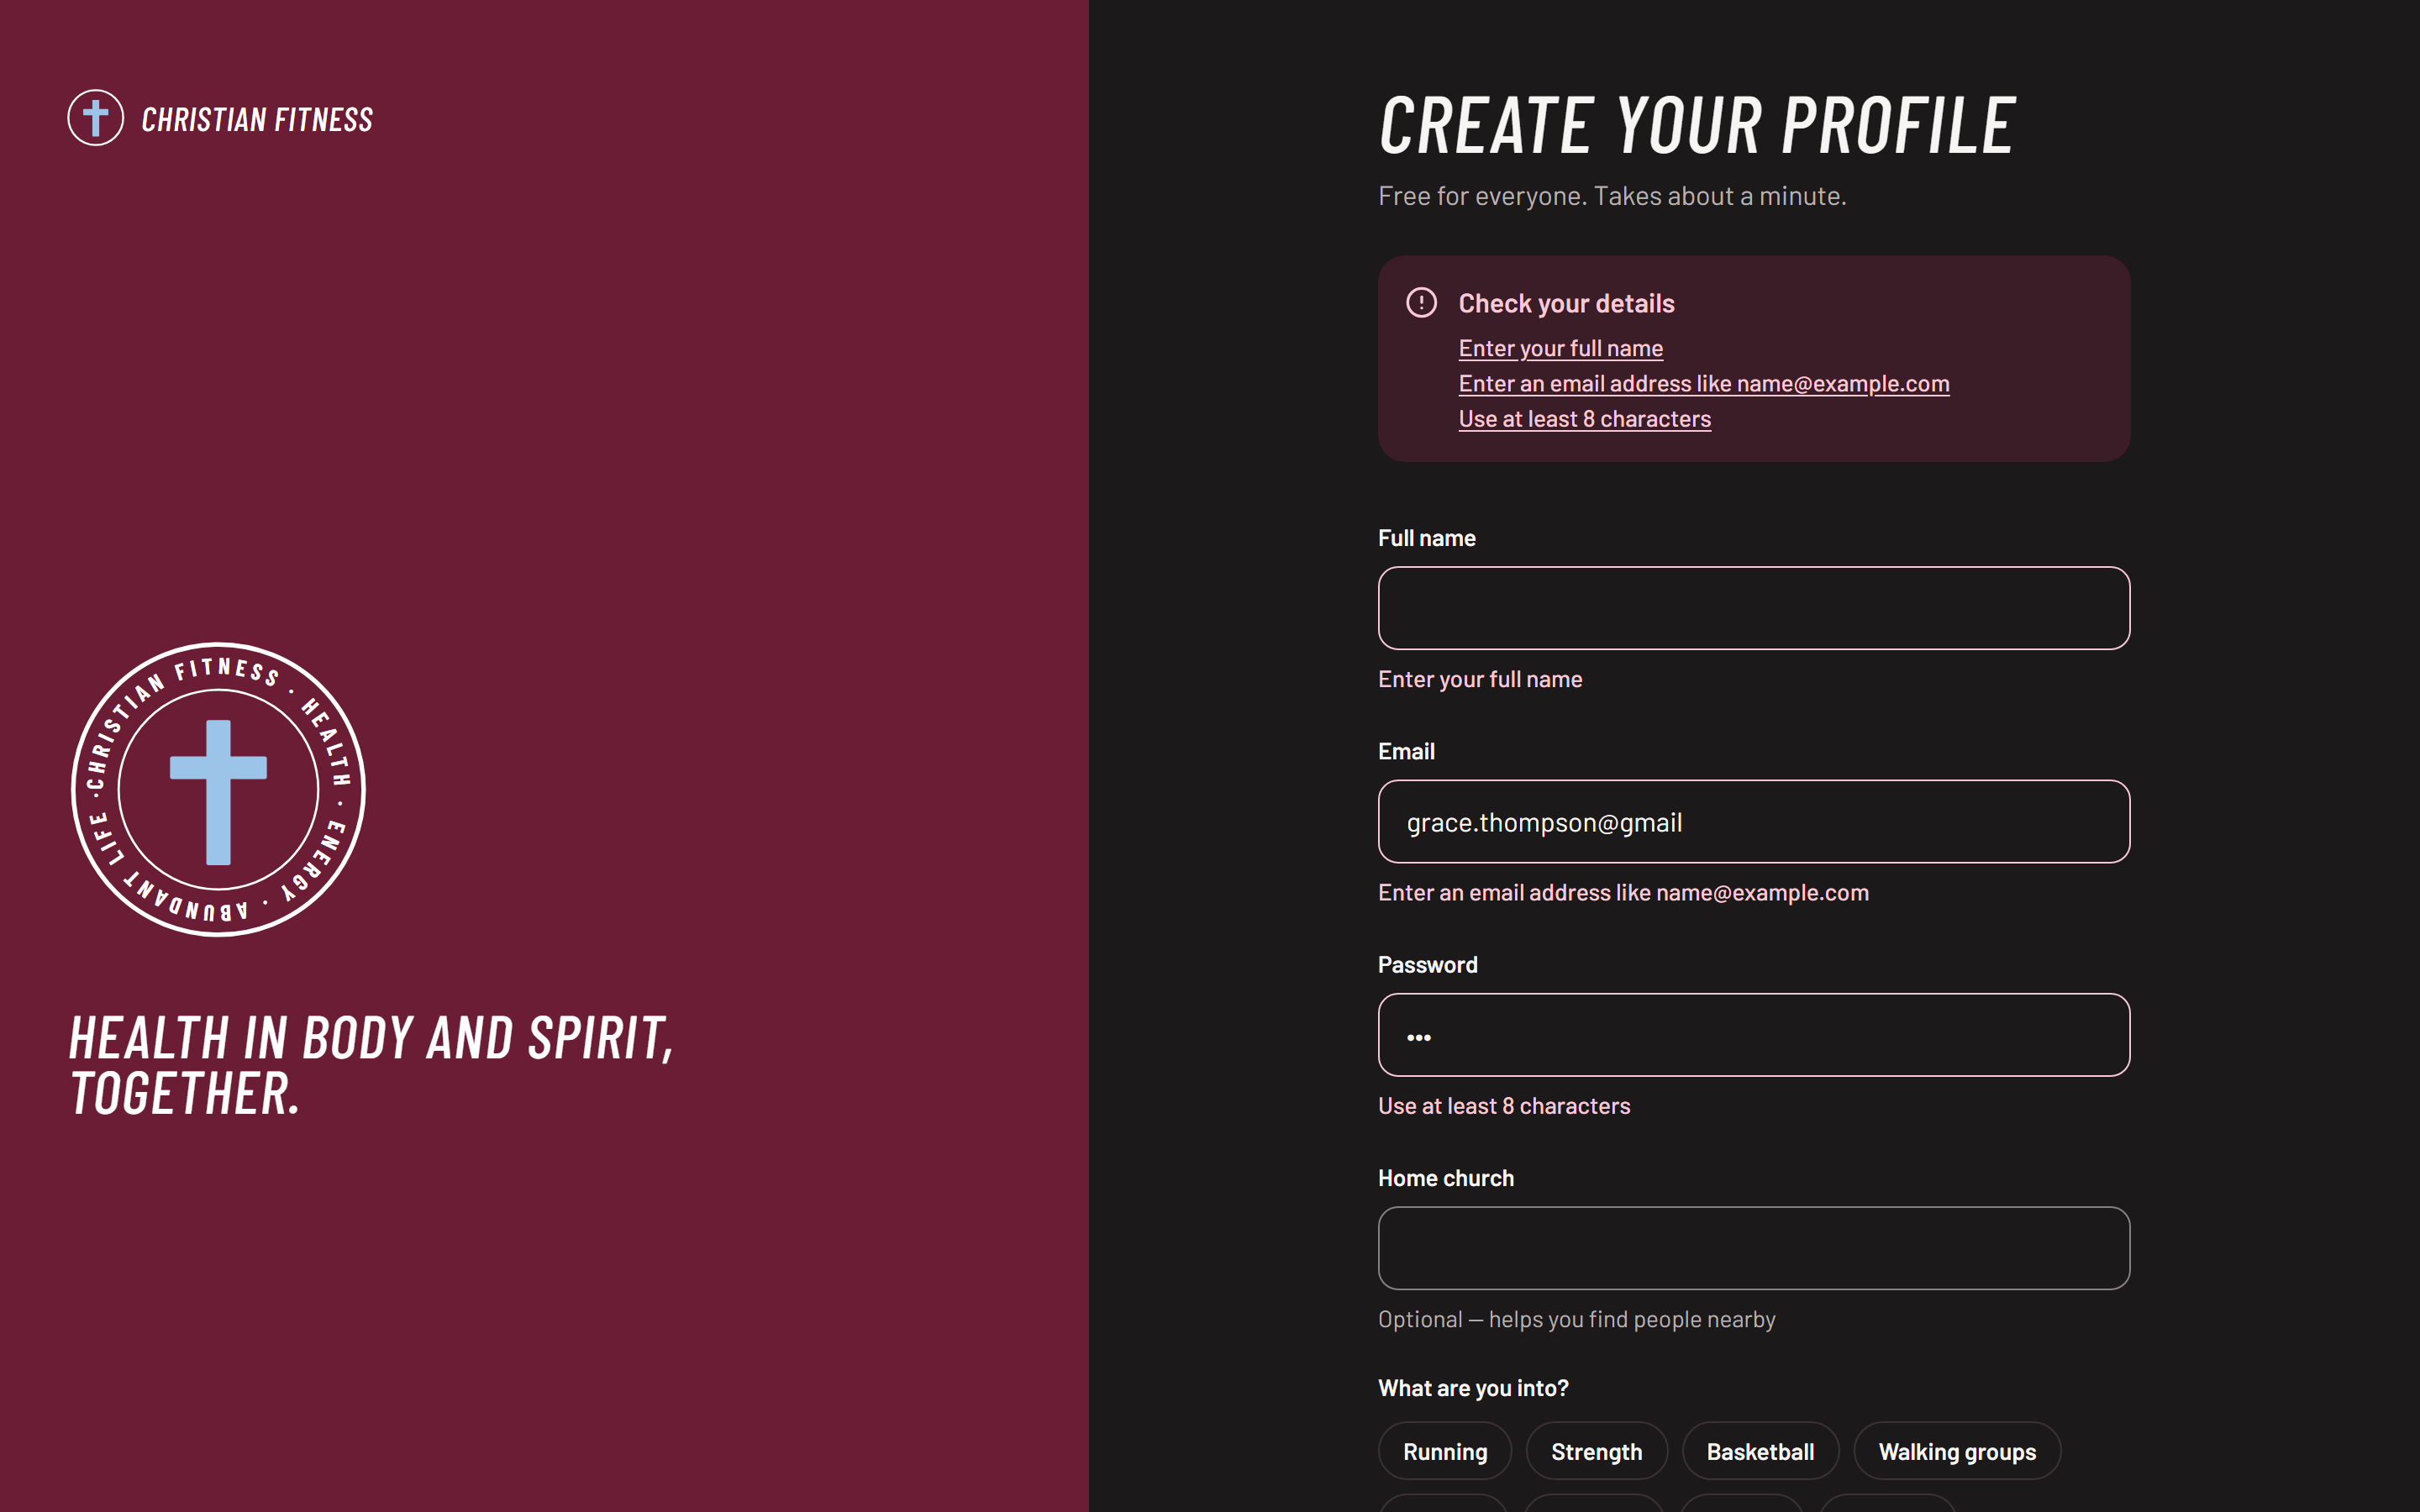 CHRISTIAN FITNESS
CHRISTIAN FITNESS · HEALTH · ENERGY · ABUNDANT LIFE ·
HEALTH IN BODY AND SPIRIT,
TOGETHER.
CREATE YOUR PROFILE
Free for everyone. Takes about a minute.
Check your details
Enter your full name
Enter an email address like name@example.com
Use at least 8 characters
Full name
Enter your full name
Email
grace.thompson@gmail
Enter an email address like name@example.com
Password
Use at least 8 characters
Home church
Optional — helps you find people nearby
What are you into?
Running
Strength
Basketball
Walking groups